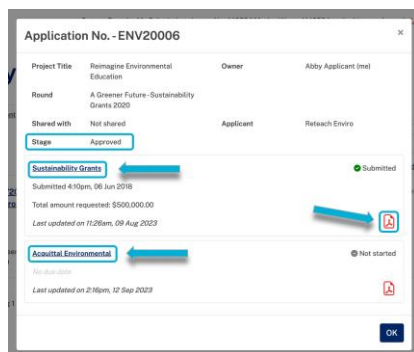 Application No. - ENV20006
×
Project Title Reimagine Environmental Education Owner Abby Applicant (me)
Round A Greener Future - Sustainability Grants 2020
Shared with Not shared Applicant Reteach Enviro
Stage Approved
Sustainability Grants Submitted
Submitted 4:10pm, 06 Jun 2018
Total amount requested: $500,000.00
Last updated on 11:26am, 09 Aug 2023
Acquittal Environmental Not started
No due date
Last updated on 2:16pm, 12 Sep 2023
OK